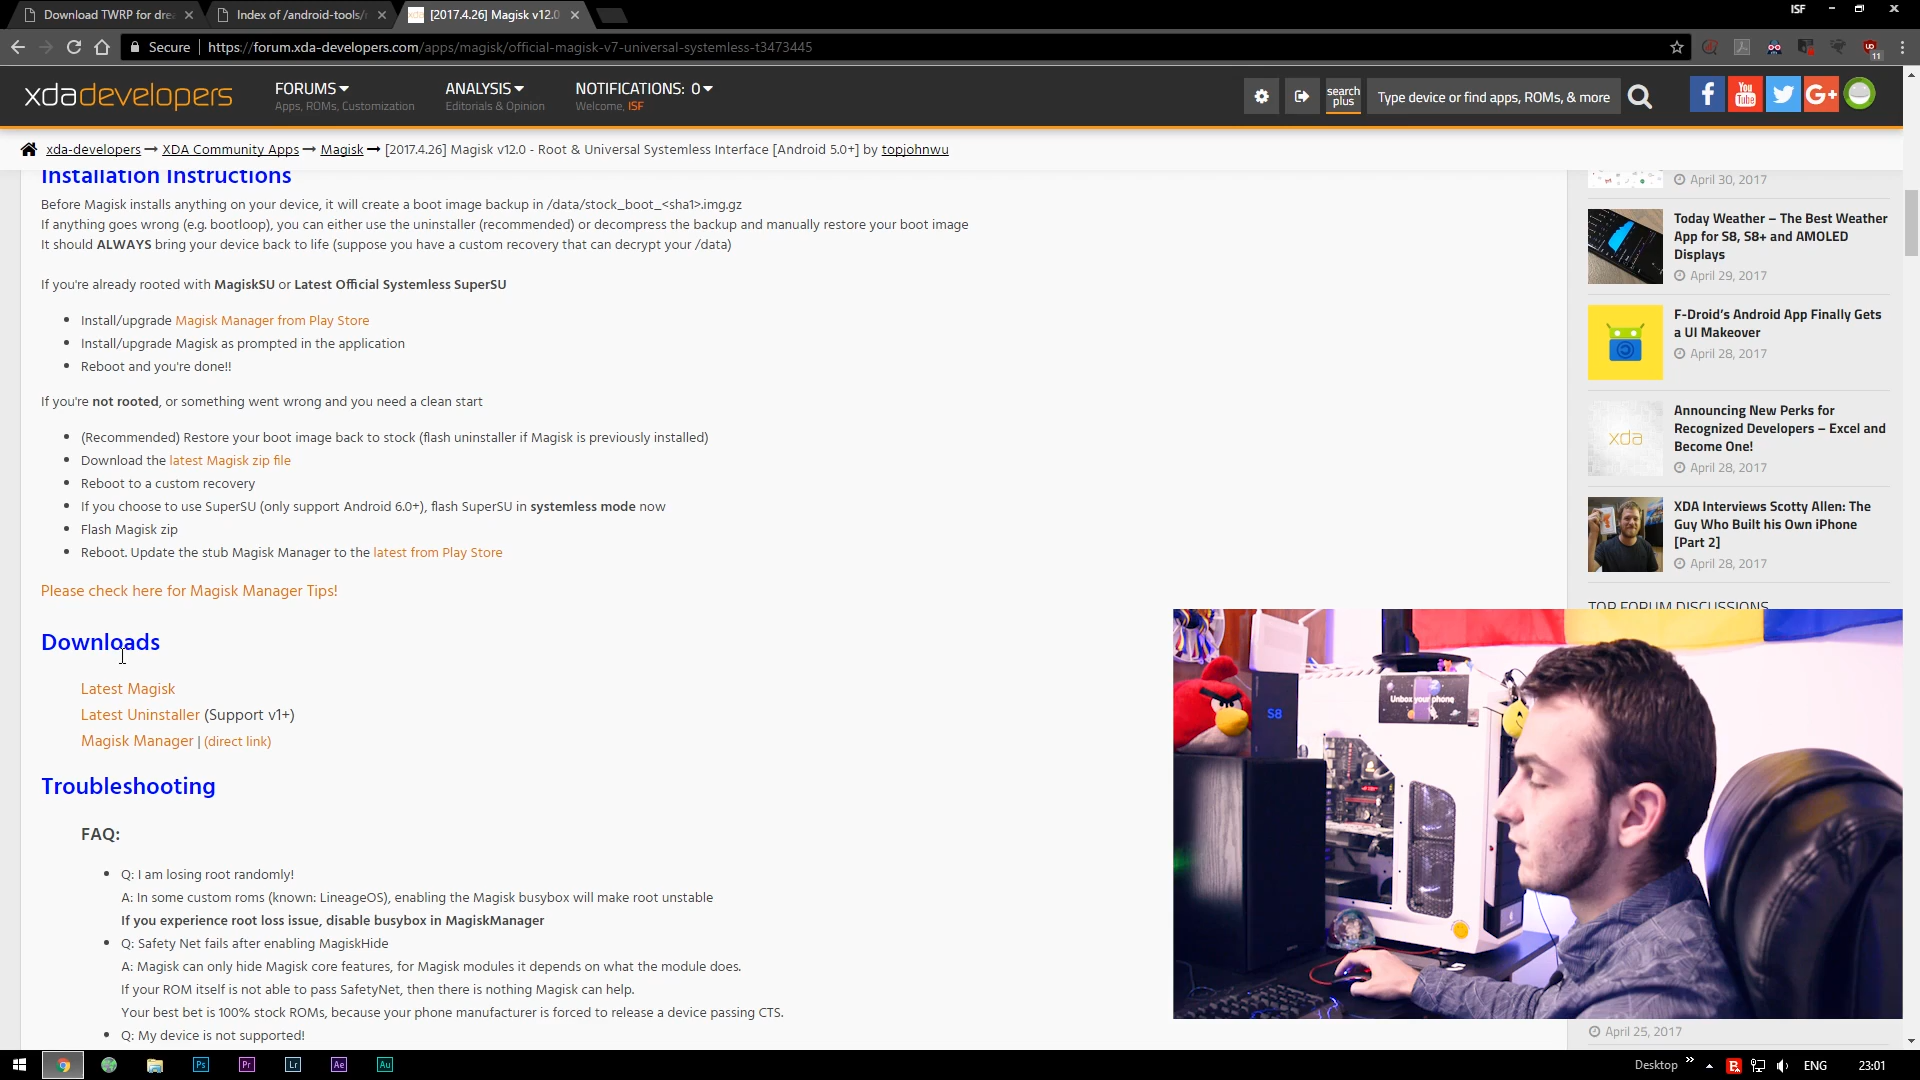 Download TWRP for drea
Index of /android-tools/
[2017.4.26] Magisk v12.0
ISF
Secure
https://forum.xda-developers.com/apps/magisk/official-magisk-v7-universal-systemless-t3473445
11
xdadevelopers
FORUMS
Apps, ROMs, Customization
ANALYSIS
Editorials & Opinion
NOTIFICATIONS: 0
Welcome, ISF
search plus
Type device or find apps, ROMs, & more
You Tube
G+
xda-developers → XDA Community Apps → Magisk → [2017.4.26] Magisk v12.0 - Root & Universal Systemless Interface [Android 5.0+] by topjohnwu
Installation Instructions
Before Magisk installs anything on your device, it will create a boot image backup in /data/stock_boot_<sha1>.img.gz
If anything goes wrong (e.g. bootloop), you can either use the uninstaller (recommended) or decompress the backup and manually restore your boot image
It should ALWAYS bring your device back to life (suppose you have a custom recovery that can decrypt your /data)
If you're already rooted with MagiskSU or Latest Official Systemless SuperSU
• Install/upgrade Magisk Manager from Play Store
• Install/upgrade Magisk as prompted in the application
• Reboot and you're done!!
If you're not rooted, or something went wrong and you need a clean start
• (Recommended) Restore your boot image back to stock (flash uninstaller if Magisk is previously installed)
• Download the latest Magisk zip file
• Reboot to a custom recovery
• If you choose to use SuperSU (only support Android 6.0+), flash SuperSU in systemless mode now
• Flash Magisk zip
• Reboot. Update the stub Magisk Manager to the latest from Play Store
Please check here for Magisk Manager Tips!
Downloads
Latest Magisk
Latest Uninstaller (Support v1+)
Magisk Manager | (direct link)
Troubleshooting
FAQ:
• Q: I am losing root randomly!
A: In some custom roms (known: LineageOS), enabling the Magisk busybox will make root unstable
If you experience root loss issue, disable busybox in MagiskManager
• Q: Safety Net fails after enabling MagiskHide
A: Magisk can only hide Magisk core features, for Magisk modules it depends on what the module does.
If your ROM itself is not able to pass SafetyNet, then there is nothing Magisk can help.
Your best bet is 100% stock ROMs, because your phone manufacturer is forced to release a device passing CTS.
• Q: My device is not supported!
April 30, 2017
Today Weather – The Best Weather
App for S8, S8+ and AMOLED
Displays
April 29, 2017
F-Droid's Android App Finally Gets
a UI Makeover
April 28, 2017
xda
Announcing New Perks for
Recognized Developers – Excel and
Become One!
April 28, 2017
XDA Interviews Scotty Allen: The
Guy Who Built his Own iPhone
[Part 2]
April 28, 2017
TOP FORUM DISCUSSIONS
S8
Unbox your phone
April 25, 2017
Ps
Pr
Lr
Ae
Au
Desktop
ENG
23:01